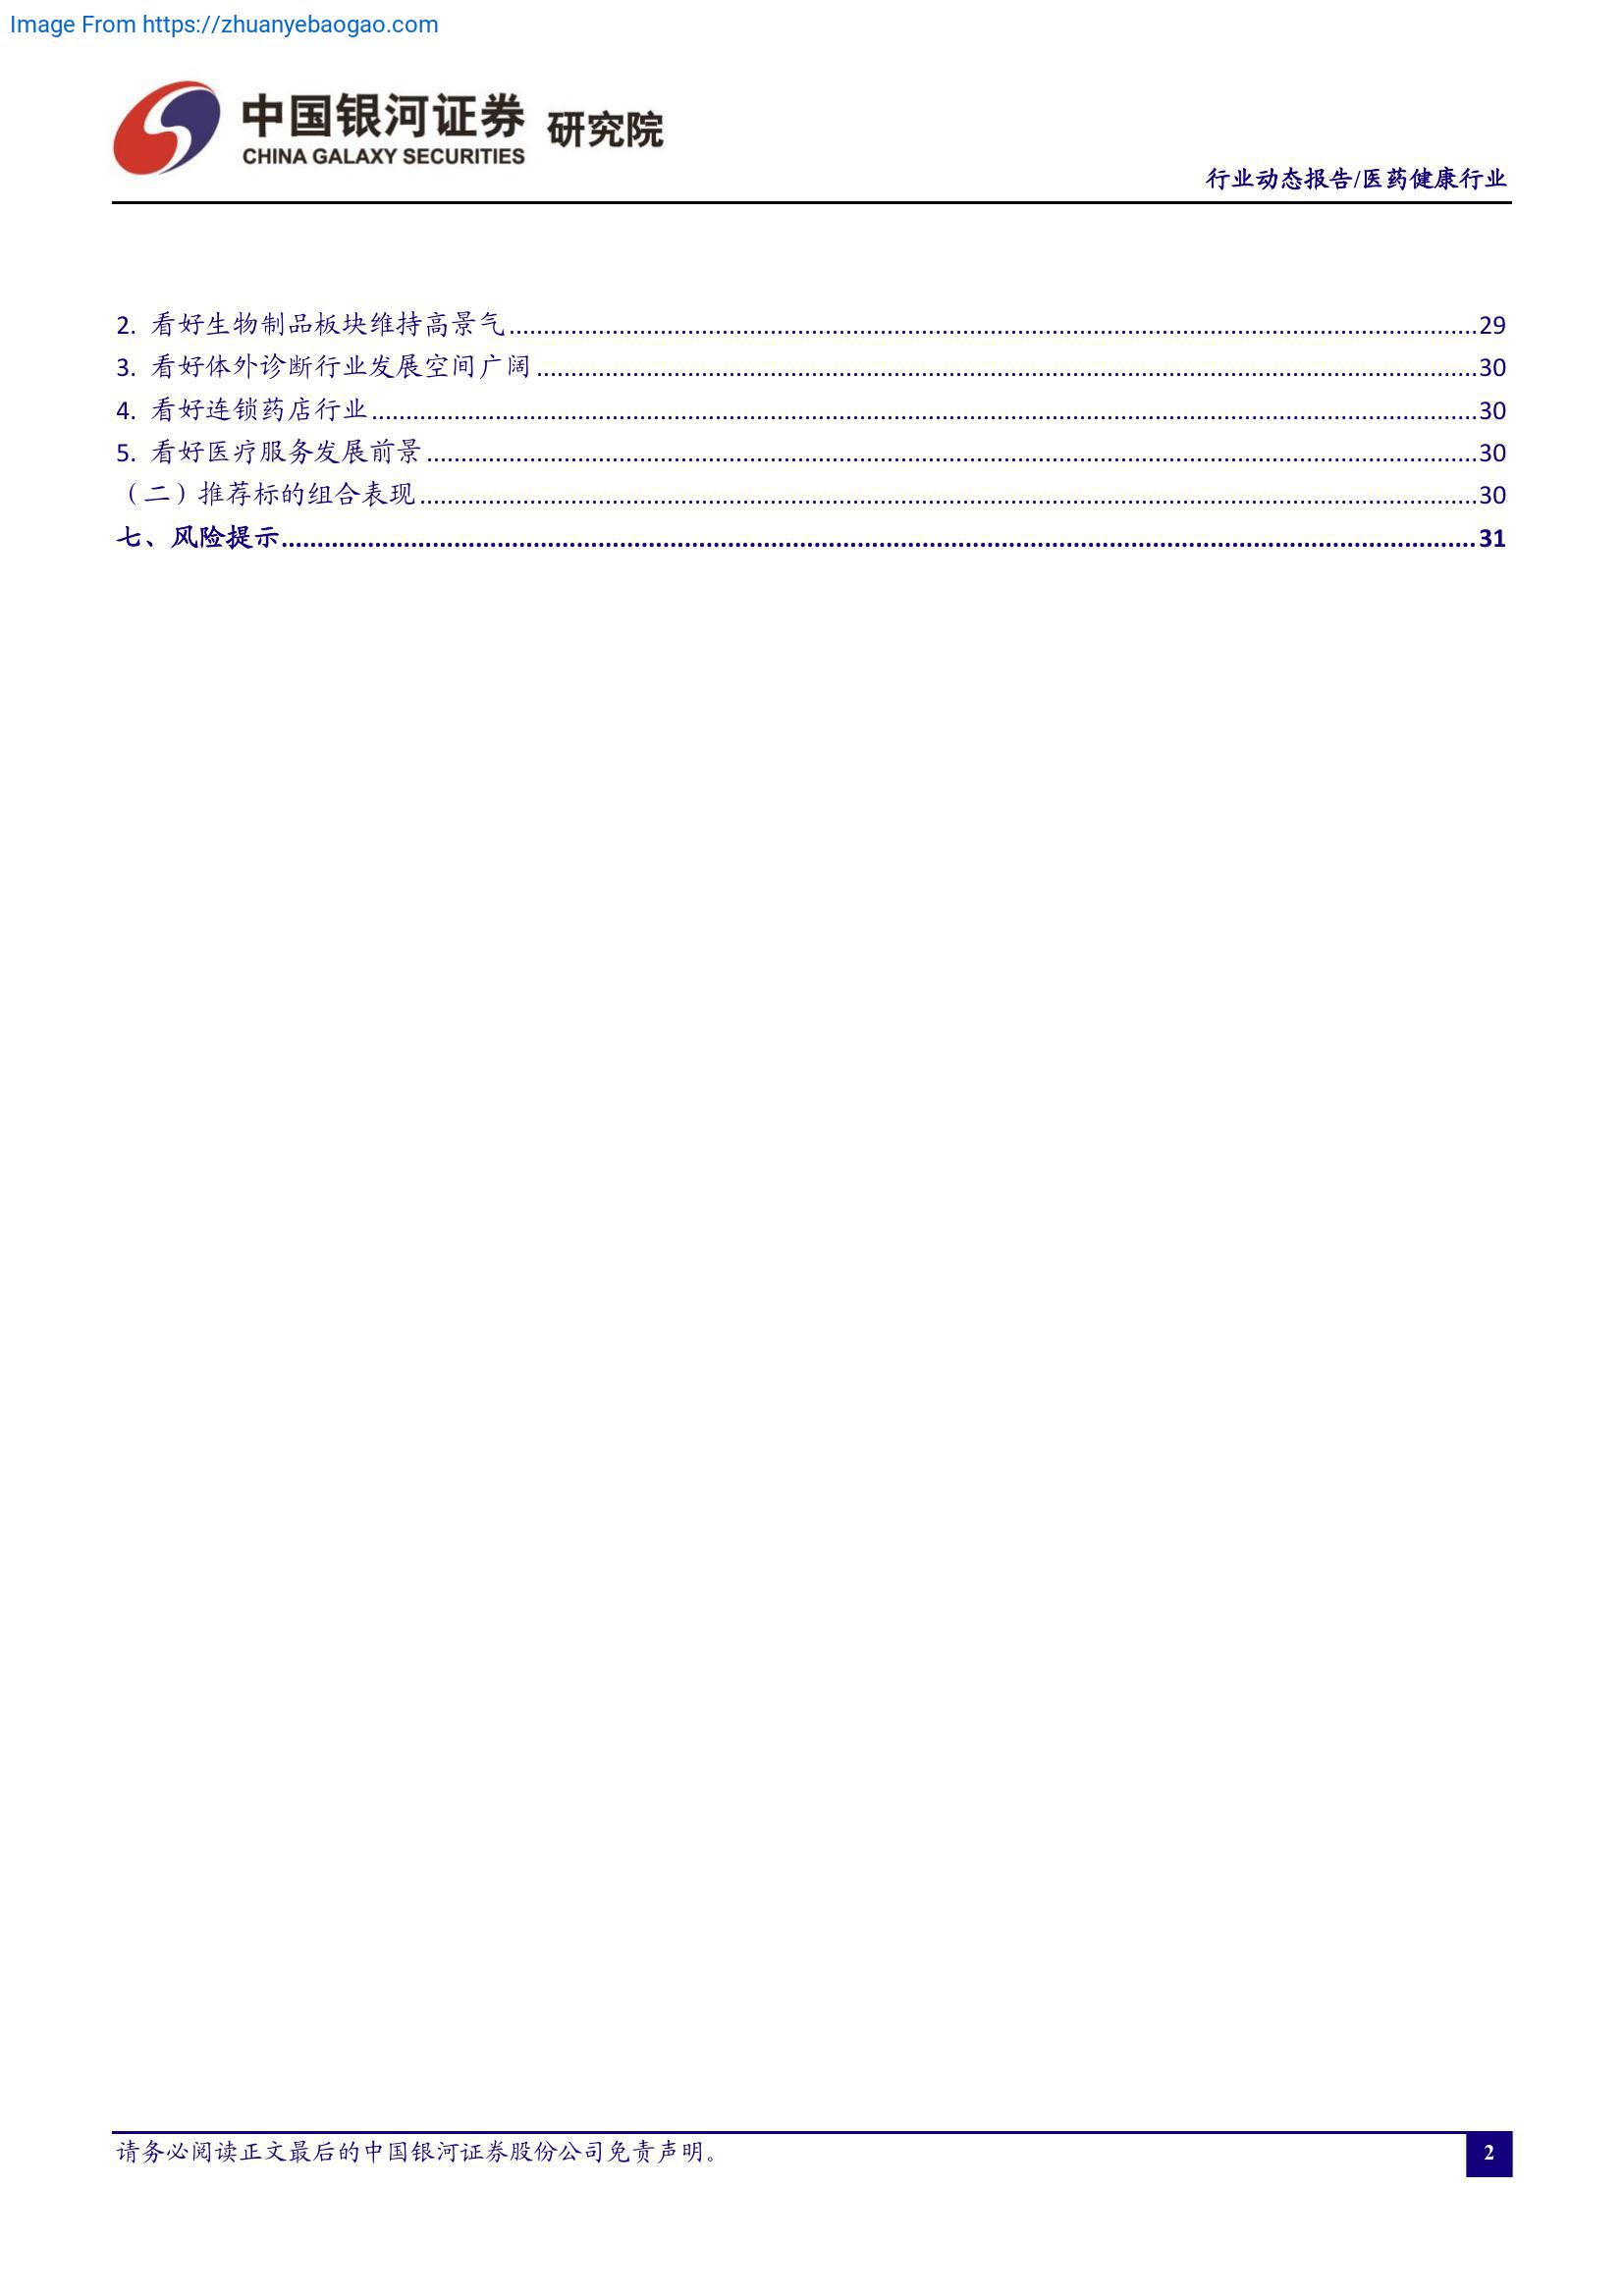 Image From https://zhuanyebaogao.com
中国银河证券 研究院
CHINA GALAXY SECURITIES
行业动态报告/医药健康行业
2. 看好生物制品板块维持高景气........................29
3. 看好体外诊断行业发展空间广阔........................30
4. 看好连锁药店行业........................30
5. 看好医疗服务发展前景........................30
（二）推荐标的组合表现........................30
七、风险提示........................31
请务必阅读正文最后的中国银河证券股份公司免责声明。
2